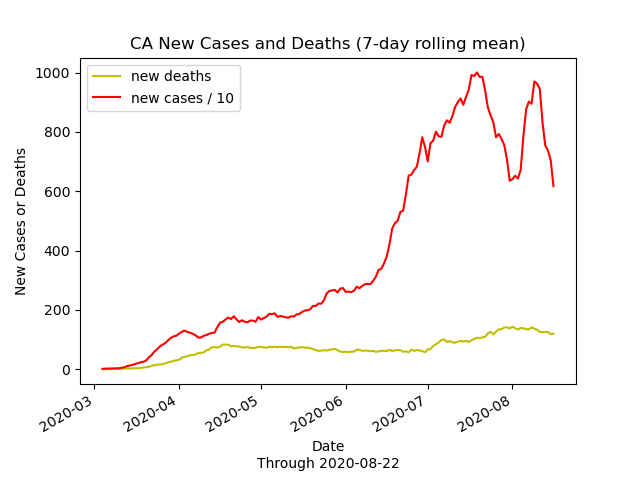 CA New Cases and Deaths (7-day rolling mean)
new deaths
new cases / 10
1000
800
600
400
200
0
New Cases or Deaths
2020-03
2020-04
2020-05
2020-06
2020-07
2020-08
Date
Through 2020-08-22